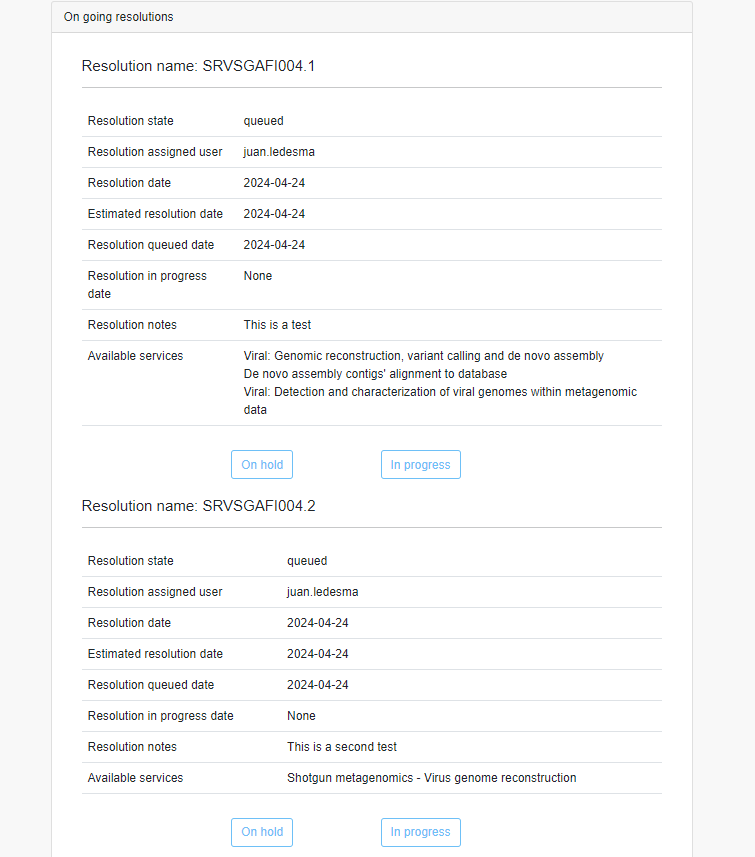 On going resolutions
Resolution name: SRVSGAFI004.1
Resolution state queued
Resolution assigned user juan.ledesma
Resolution date 2024-04-24
Estimated resolution date 2024-04-24
Resolution queued date 2024-04-24
Resolution in progress None
date
Resolution notes This is a test
Available services Viral: Genomic reconstruction, variant calling and de novo assembly
De novo assembly contigs' alignment to database
Viral: Detection and characterization of viral genomes within metagenomic
data
On hold In progress
Resolution name: SRVSGAFI004.2
Resolution state queued
Resolution assigned user juan.ledesma
Resolution date 2024-04-24
Estimated resolution date 2024-04-24
Resolution queued date 2024-04-24
Resolution in progress date None
Resolution notes This is a second test
Available services Shotgun metagenomics - Virus genome reconstruction
On hold In progress